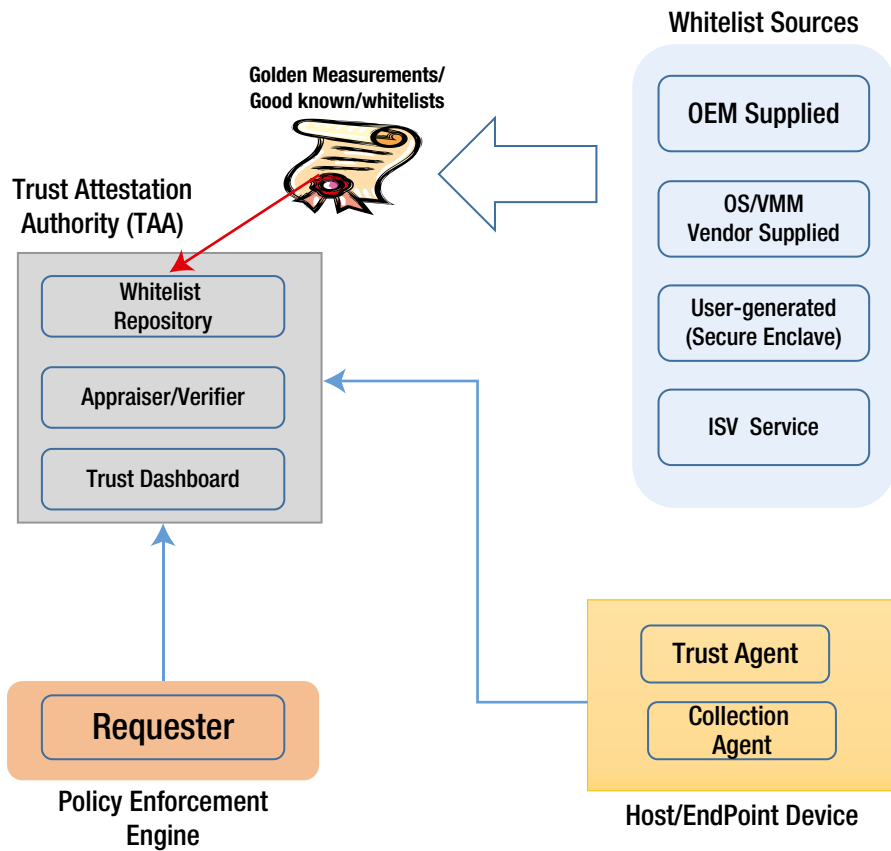 Whitelist Sources
Golden Measurements/
Good known/whitelists
OEM Supplied
OS/VMM
Vendor Supplied
User-generated
(Secure Enclave)
ISV Service
Trust Attestation
Authority (TAA)
Whitelist
Repository
Appraiser/Verifier
Trust Dashboard
Requester
Policy Enforcement
Engine
Trust Agent
Collection
Agent
Host/EndPoint Device